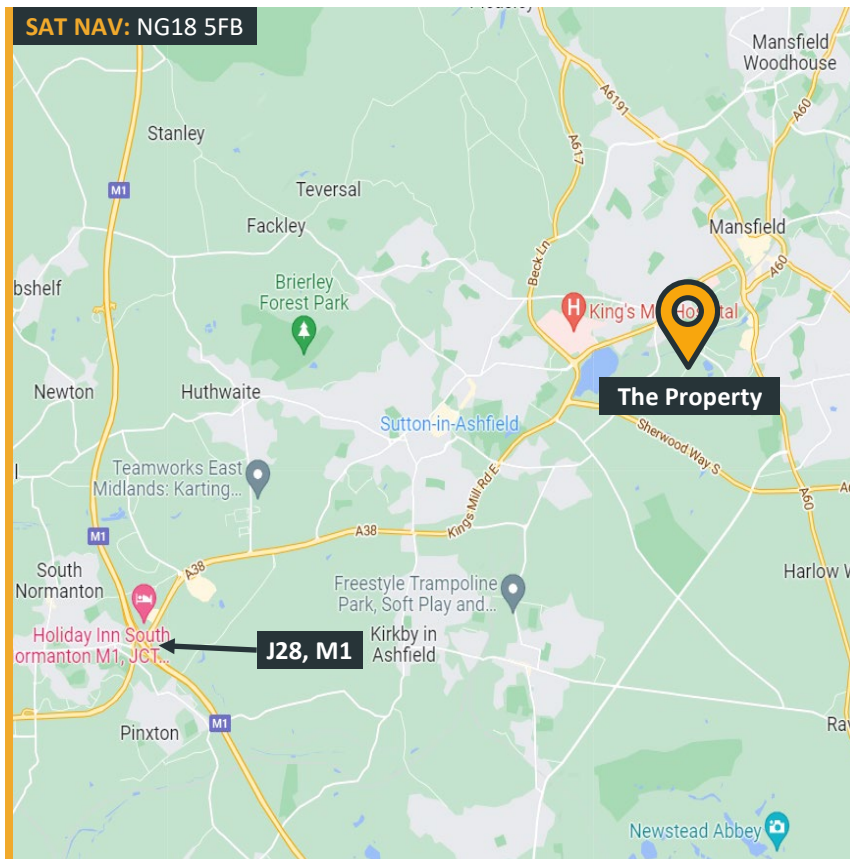 SAT NAV: NG18 5FB
Mansfield
Woodhouse
A6191
A60
Stanley
A617
M1
Teversal
Fackley
Mansfield
A60
Beck Ln
bshelf
Brierley
Forest Park
H
King's M Hospital
Newton
Huthwaite
The Property
Sutton-in-Ashfield
Sherwood Way S
Teamworks East
Midlands: Karting...
King's Mill Rd E
A60
M1
A38
A38
South
Normanton
Freestyle Trampoline
Park, Soft Play and...
Harlow W
Holiday Inn South
ormanton M1, JCT...
J28, M1
Kirkby in
Ashfield
M1
Pinxton
Ra
Newstead Abbey